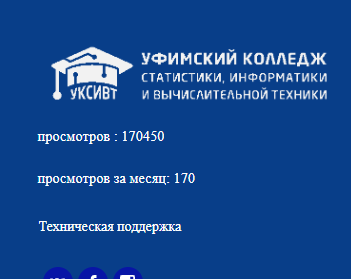 УФИМСКИЙ КОЛЛЕДЖ
СТАТИСТИКИ, ИНФОРМАТИКИ
И ВЫЧИСЛИТЕЛЬНОЙ ТЕХНИКИ
УКСИВТ
просмотров : 170450
просмотров за месяц: 170
Техническая поддержка